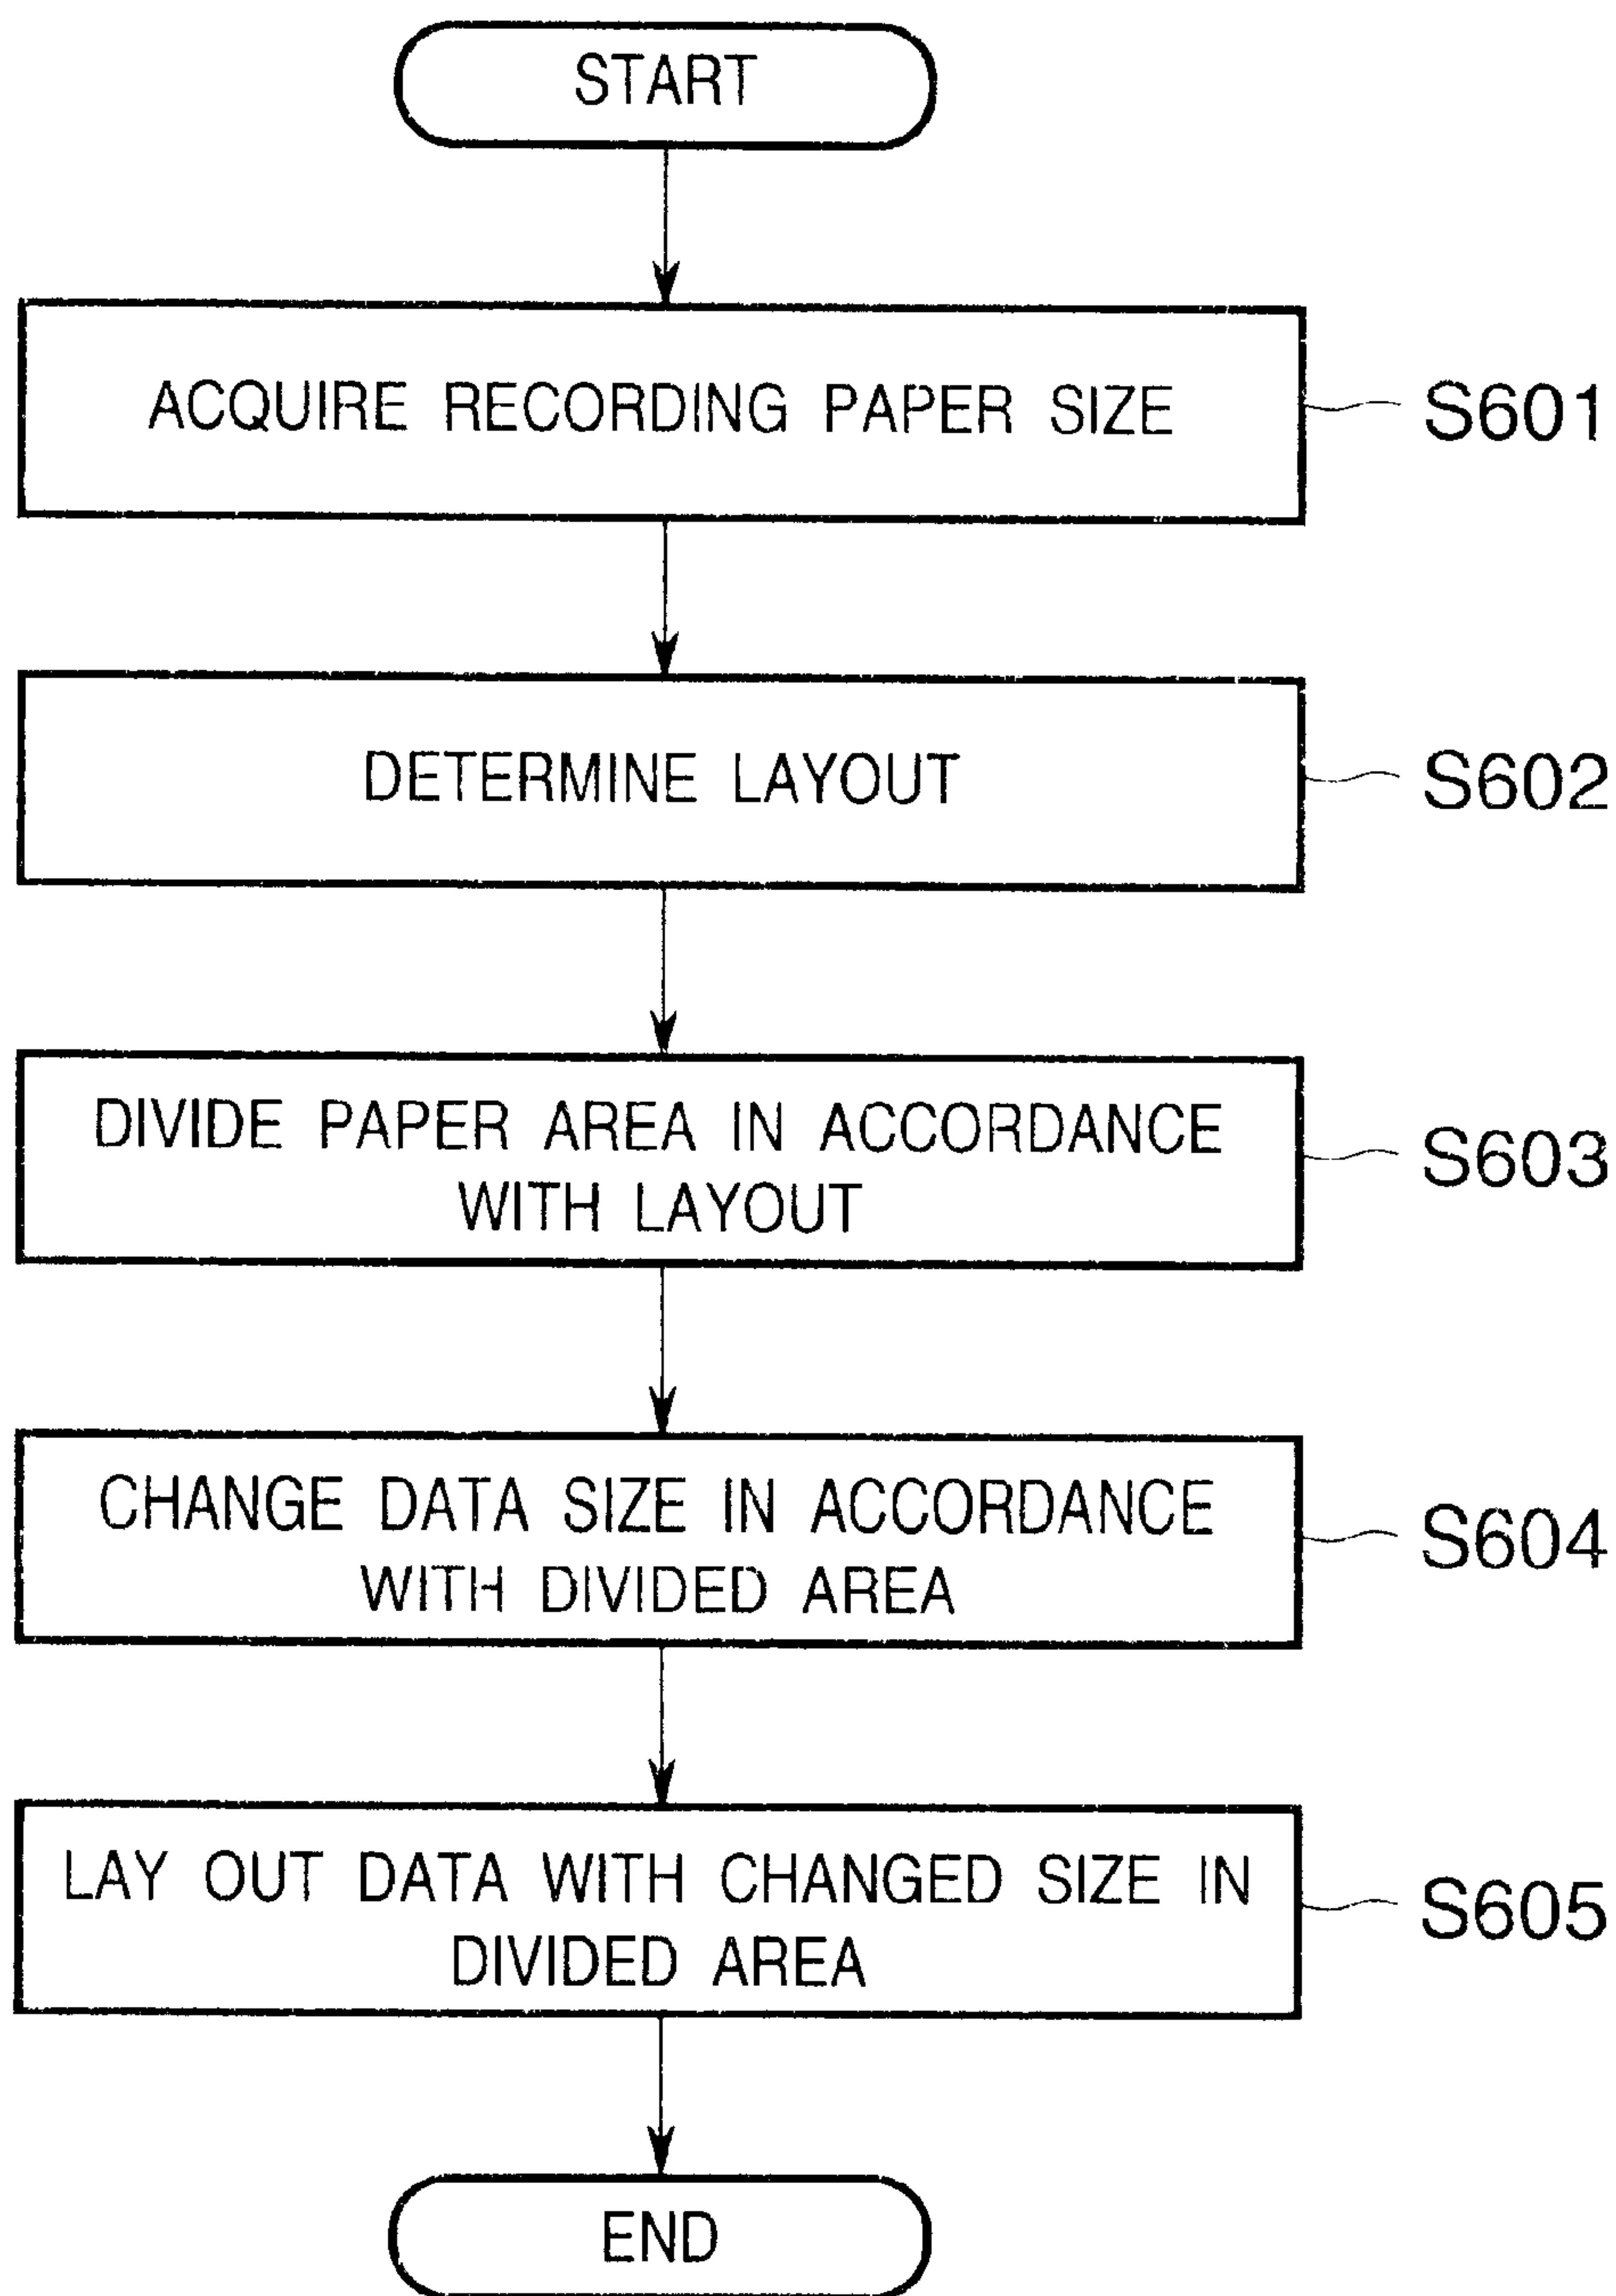 START
ACQUIRE RECORDING PAPER SIZE
S601
DETERMINE LAYOUT
S602
DIVIDE PAPER AREA IN ACCORDANCE
WITH LAYOUT
S603
CHANGE DATA SIZE IN ACCORDANCE
WITH DIVIDED AREA
S604
LAY OUT DATA WITH CHANGED SIZE IN
DIVIDED AREA
S605
END